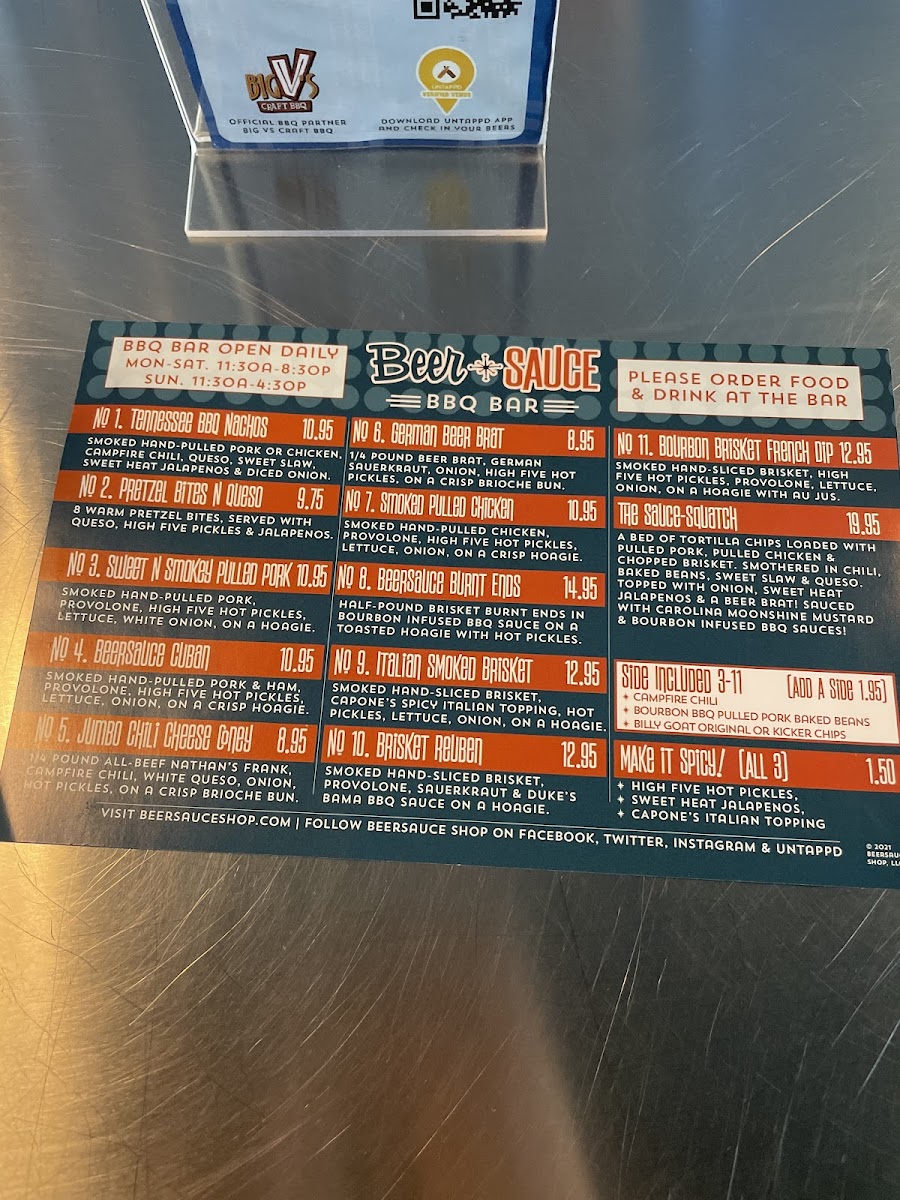 BIG V'S
CRAFT BBQ
OFFICIAL BBQ PARTNER
BIG VS CRAFT BBQ
UNTAPPD
VERIFIED VENUE
DOWNLOAD UNTAPPD APP
AND CHECK IN YOUR BEERS
BBQ BAR OPEN DAILY
MON-SAT. 11:30A-8:30P
SUN. 11:30A-4:30P
Beer SAUCE
BBQ BAR
PLEASE ORDER FOOD
& DRINK AT THE BAR
Nº 1. Tennessee BBQ Nachos 10.95
SMOKED HAND-PULLED PORK OR CHICKEN,
CAMPFIRE CHILI, QUESO, SWEET SLAW,
SWEET HEAT JALAPENOS & DICED ONION.
Nº 2. Pretzel Bites N Queso 9.75
8 WARM PRETZEL BITES, SERVED WITH
QUESO, HIGH FIVE PICKLES & JALAPENOS.
Nº 3. Sweet N Smokey Pulled Pork 10.95
SMOKED HAND-PULLED PORK,
PROVOLONE, HIGH FIVE HOT PICKLES,
LETTUCE, WHITE ONION, ON A HOAGIE.
Nº 4. BeerSauce Cuban 10.95
SMOKED HAND-PULLED PORK & HAM,
PROVOLONE, HIGH FIVE HOT PICKLES,
LETTUCE, ONION, ON A CRISP HOAGIE.
Nº 5. Jumbo Chili Cheese Coney 8.95
1/4 POUND ALL-BEEF NATHAN'S FRANK,
CAMPFIRE CHILI, WHITE QUESO, ONION,
HOT PICKLES, ON A CRISP BRIOCHE BUN.
Nº 6. German Beer Brat 8.95
1/4 POUND BEER BRAT, GERMAN
SAUERKRAUT, ONION, HIGH FIVE HOT
PICKLES, ON A CRISP BRIOCHE BUN.
Nº 7. Smoked Pulled Chicken 10.95
SMOKED HAND-PULLED CHICKEN,
PROVOLONE, HIGH FIVE HOT PICKLES,
LETTUCE, ONION, ON A CRISP HOAGIE.
Nº 8. BeerSauce Burnt Ends 14.95
HALF-POUND BRISKET BURNT ENDS IN
BOURBON INFUSED BBQ SAUCE ON A
TOASTED HOAGIE WITH HOT PICKLES.
Nº 9. Italian Smoked Brisket 12.95
SMOKED HAND-SLICED BRISKET,
CAPONE'S SPICY ITALIAN TOPPING, HOT
PICKLES, LETTUCE, ONION, ON A HOAGIE.
Nº 10. Brisket Reuben 12.95
SMOKED HAND-SLICED BRISKET,
PROVOLONE, SAUERKRAUT & DUKE'S
BAMA BBQ SAUCE ON A HOAGIE.
Nº 11. Bourbon Brisket French Dip 12.95
SMOKED HAND-SLICED BRISKET, HIGH
FIVE HOT PICKLES, PROVOLONE, LETTUCE,
ONION, ON A HOAGIE WITH AU JUS.
The Sauce-Squatch 19.95
A BED OF TORTILLA CHIPS LOADED WITH
PULLED PORK, PULLED CHICKEN &
CHOPPED BRISKET. SMOTHERED IN CHILI,
BAKED BEANS, SWEET SLAW & QUESO.
TOPPED WITH ONION, SWEET HEAT
JALAPENOS & A BEER BRAT! SAUCED
WITH CAROLINA MOONSHINE MUSTARD
& BOURBON INFUSED BBQ SAUCES!
Side Included 3-11 (Add a Side 1.95)
CAMPFIRE CHILI
BOURBON BBQ PULLED PORK BAKED BEANS
BILLY GOAT ORIGINAL OR KICKER CHIPS
Make It Spicy! (All 3) 1.50
HIGH FIVE HOT PICKLES,
SWEET HEAT JALAPENOS,
CAPONE'S ITALIAN TOPPING
VISIT BEERSAUCESHOP.COM | FOLLOW BEERSAUCE SHOP ON FACEBOOK, TWITTER, INSTAGRAM & UNTAPPD
© 2021
SHOP,